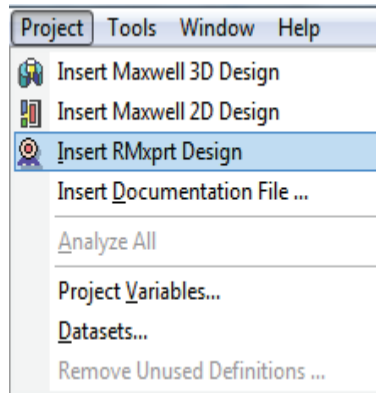 Project Tools Window Help
Insert Maxwell 3D Design
Insert Maxwell 2D Design
Insert RMxprt Design
Insert Documentation File ...
Analyze All
Project Variables...
Datasets...
Remove Unused Definitions ...